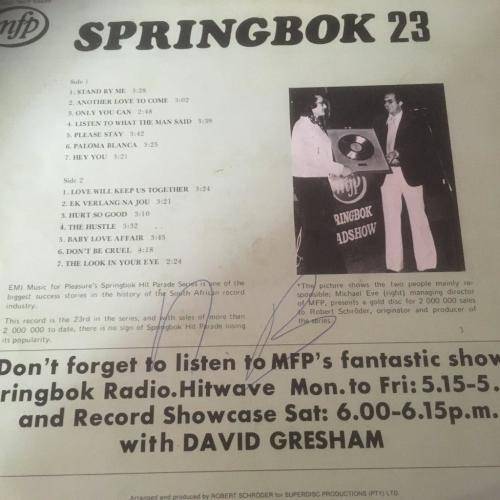 mfp
SPRINGBOK 23
Side 1
1. STAND BY ME 3:28
2. ANOTHER LOVE TO COME 3:02
3. ONLY YOU CAN 2:48
4. LISTEN TO WHAT THE MAN SAID 3:39
5. PLEASE STAY 3:42
6. PALOMA BLANCA 3:25
7. HEY YOU 3:21
Side 2
1. LOVE WILL KEEP US TOGETHER 3:24
2. EK VERLANG NA JOU 3:21
3. HURT SO GOOD 3:10
4. THE HUSTLE 3:32
5. BABY LOVE AFFAIR 3:45
6. DON'T BE CRUEL 4:18
7. THE LOOK IN YOUR EYE 2:24
mfp
RINGBOK
ADSHOW
EMI Music for Pleasure's Springbok Hit Parade Series is one of the
biggest success stories in the history of the South African record
industry.
This record is the 23rd in the series, and with sales of more than
2 000 000 to date, there is no sign of Springbok Hit Parade losing
its popularity.
*The picture shows the two people mainly re-
sponsible; Michael Eve (right) managing director
of MFP, presents a gold disc for 2 000 000 sales
to Robert Schröder, originator and producer of
the series.
Don't forget to listen to MFP's fantastic show
ringbok Radio. Hitwave Mon. to Fri: 5.15-5.
and Record Showcase Sat: 6.00-6.15p.m.
with DAVID GRESHAM
Arranged and produced by ROBERT SCHRÖDER for SUPERDISC PRODUCTIONS (PTY) LTD.